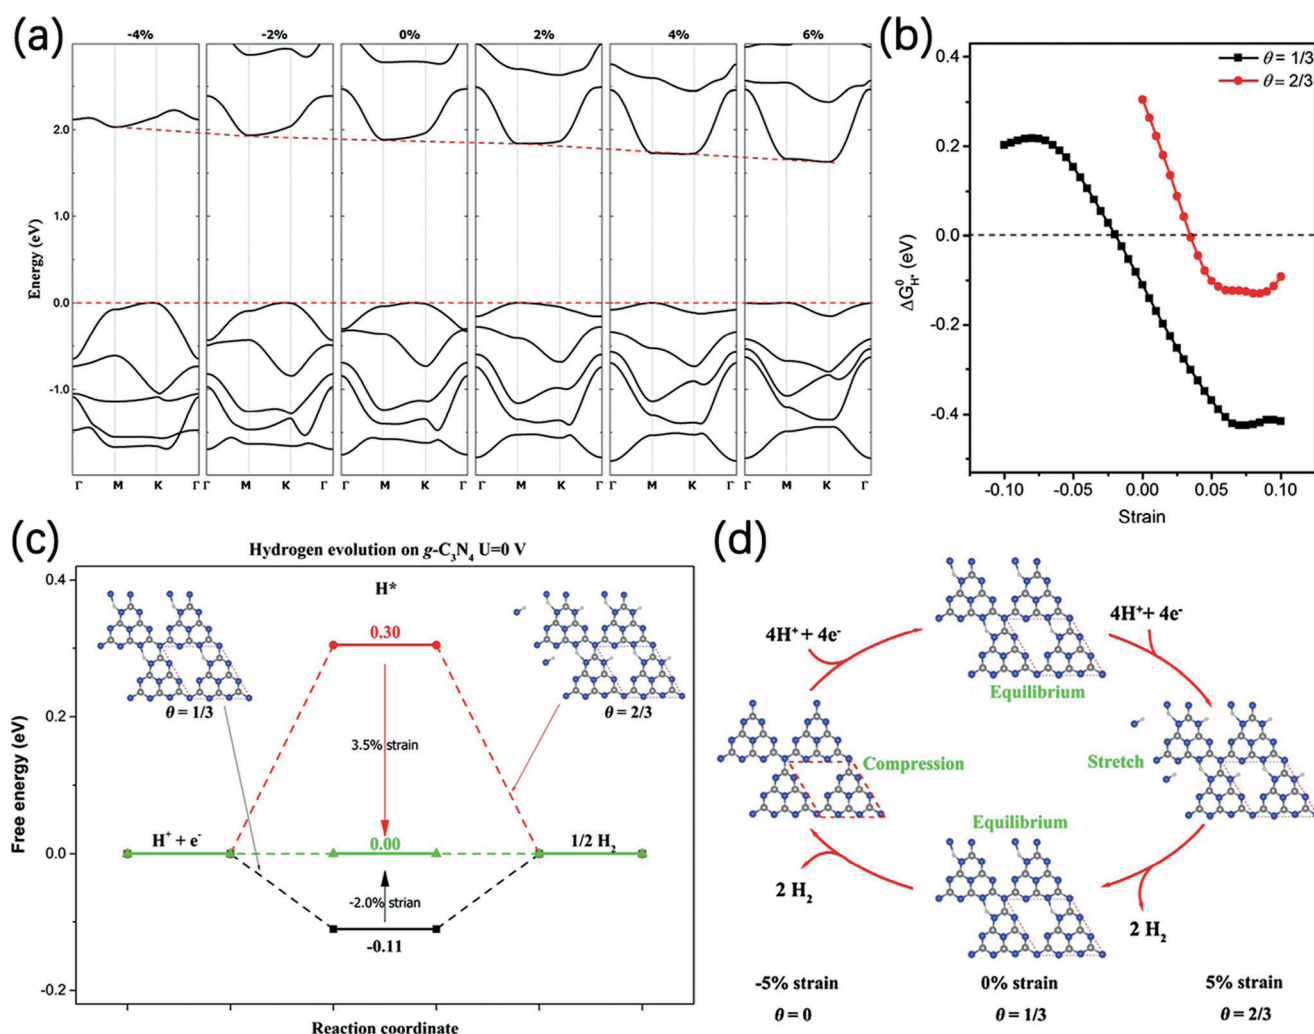 (a)
-4% -2% 0% 2% 4% 6%
Energy (eV)
2.0
1.0
0.0
-1.0
Γ M K Γ M K Γ M K Γ M K Γ M K Γ M K Γ
(b)
θ = 1/3
θ = 2/3
ΔG⁰H* (eV)
0.4
0.2
0.0
-0.2
-0.4
-0.10 -0.05 0.00 0.05 0.10
Strain
(c)
Hydrogen evolution on g-C₃N₄ U=0 V
Free energy (eV)
0.4
0.2
0.0
-0.2
H*
0.30
θ = 1/3
θ = 2/3
3.5% strain
H⁺ + e⁻
0.00
1/2 H₂
-2.0% strian
-0.11
Reaction coordinate
(d)
4H⁺+ 4e⁻
4H⁺+ 4e⁻
Equilibrium
Compression
Stretch
Equilibrium
2 H₂
2 H₂
-5% strain 0% strain 5% strain
θ = 0 θ = 1/3 θ = 2/3